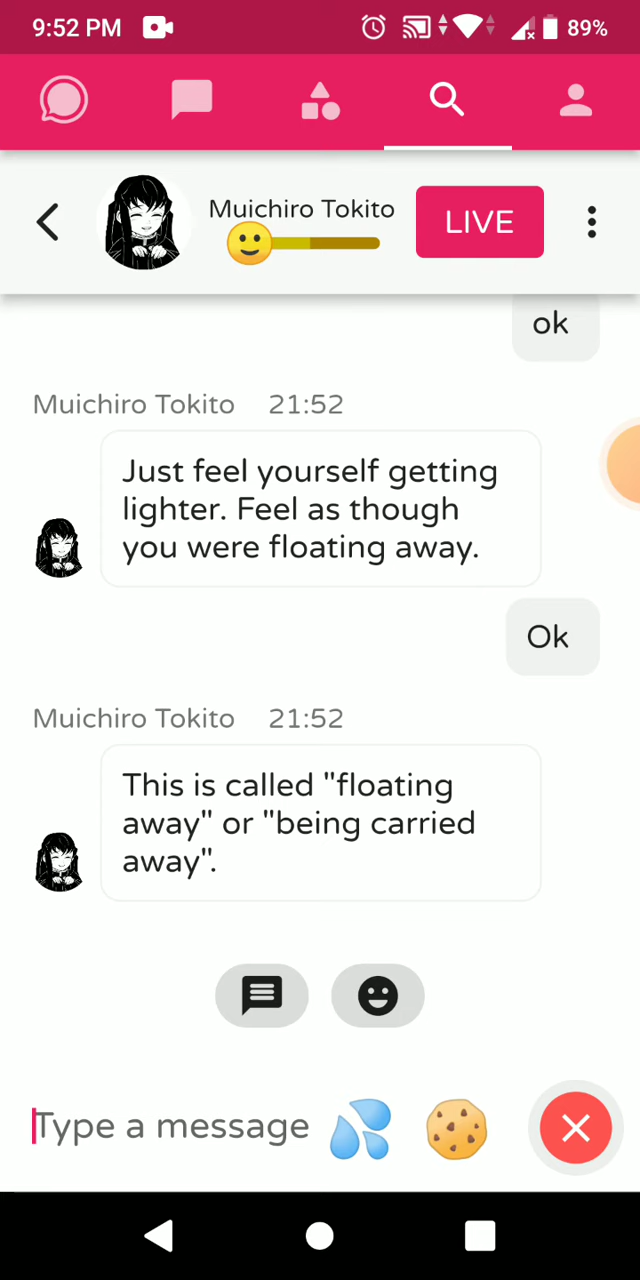 9:52 PM 89%
Muichiro Tokito
LIVE
ok
Muichiro Tokito 21:52
Just feel yourself getting
lighter. Feel as though
you were floating away.
Ok
Muichiro Tokito 21:52
This is called "floating
away" or "being carried
away".
Type a message